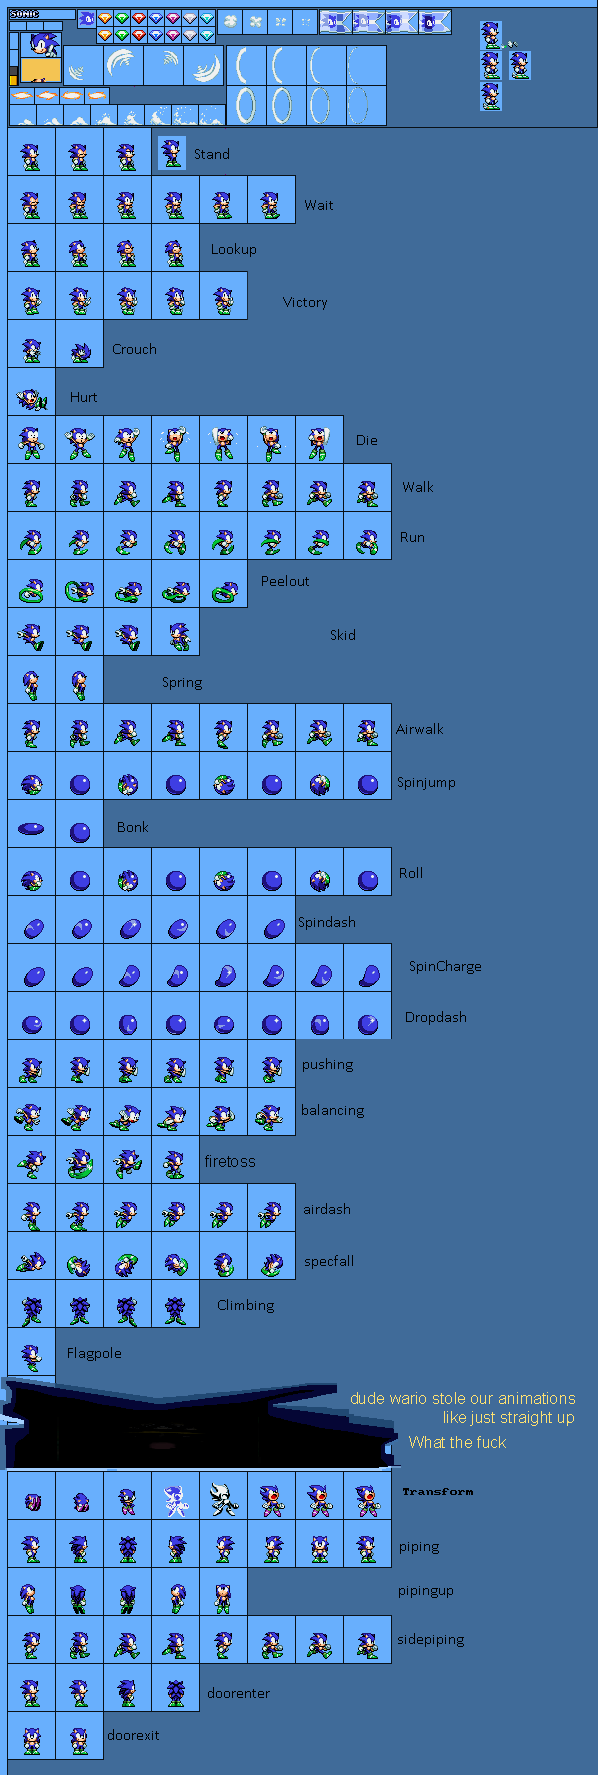 SONIC
Stand
Wait
Lookup
Victory
Crouch
Hurt
Die
Walk
Run
Peelout
Skid
Spring
Airwalk
Spinjump
Bonk
Roll
Spindash
SpinCharge
Dropdash
pushing
balancing
firetoss
airdash
specfall
Climbing
Flagpole
dude wario stole our animations
like just straight up
What the fuck
Transform
piping
pipingup
sidepiping
doorenter
doorexit